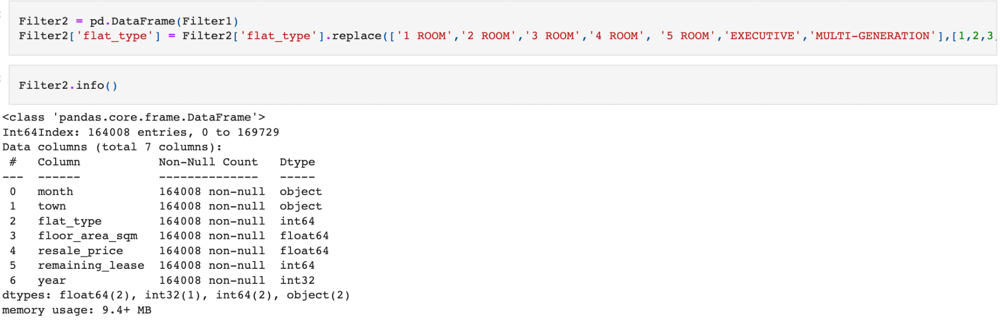 Filter2 = pd.DataFrame(Filter1)
Filter2['flat_type'] = Filter2['flat_type'].replace(['1 ROOM','2 ROOM','3 ROOM','4 ROOM', '5 ROOM','EXECUTIVE','MULTI-GENERATION'],[1,2,3,
Filter2.info()
<class 'pandas.core.frame.DataFrame'>
Int64Index: 164008 entries, 0 to 169729
Data columns (total 7 columns):
 #   Column           Non-Null Count   Dtype
---  ------           --------------   -----
 0   month            164008 non-null  object
 1   town             164008 non-null  object
 2   flat_type        164008 non-null  int64
 3   floor_area_sqm   164008 non-null  float64
 4   resale_price     164008 non-null  float64
 5   remaining_lease  164008 non-null  int64
 6   year             164008 non-null  int32
dtypes: float64(2), int32(1), int64(2), object(2)
memory usage: 9.4+ MB